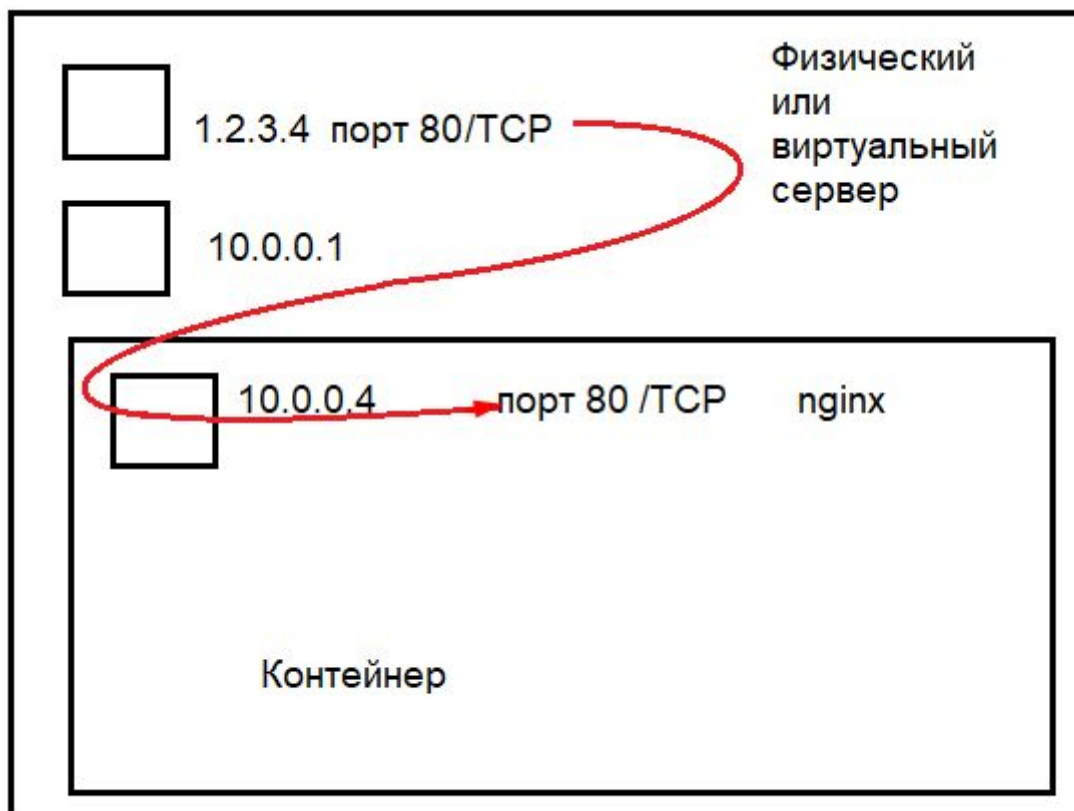 Физический
или
виртуальный
сервер
1.2.3.4 порт 80/TCP
10.0.0.1
10.0.0.4 порт 80 /TCP nginx
Контейнер